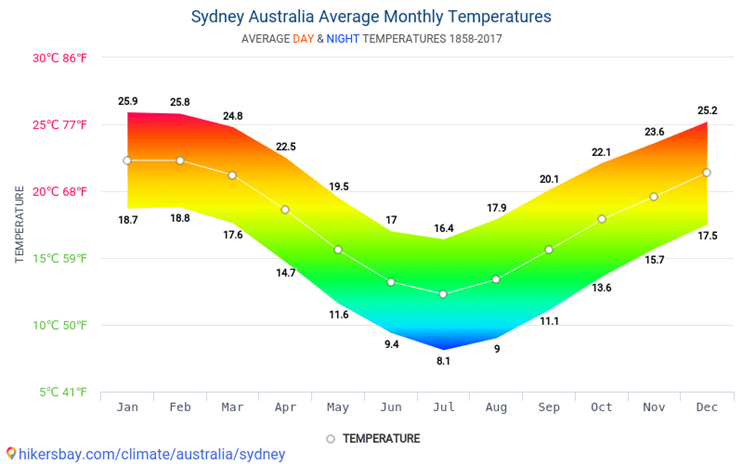 Sydney Australia Average Monthly Temperatures
AVERAGE DAY & NIGHT TEMPERATURES 1858-2017
30°C 86°F
25°C 77°F
20°C 68°F
15°C 59°F
10°C 50°F
5°C 41°F
TEMPERATURE
25.9 25.8 24.8 22.5 19.5 17 16.4 17.9 20.1 22.1 23.6 25.2
18.7 18.8 17.6 14.7 11.6 9.4 8.1 9 11.1 13.6 15.7 17.5
Jan Feb Mar Apr May Jun Jul Aug Sep Oct Nov Dec
TEMPERATURE
hikersbay.com/climate/australia/sydney